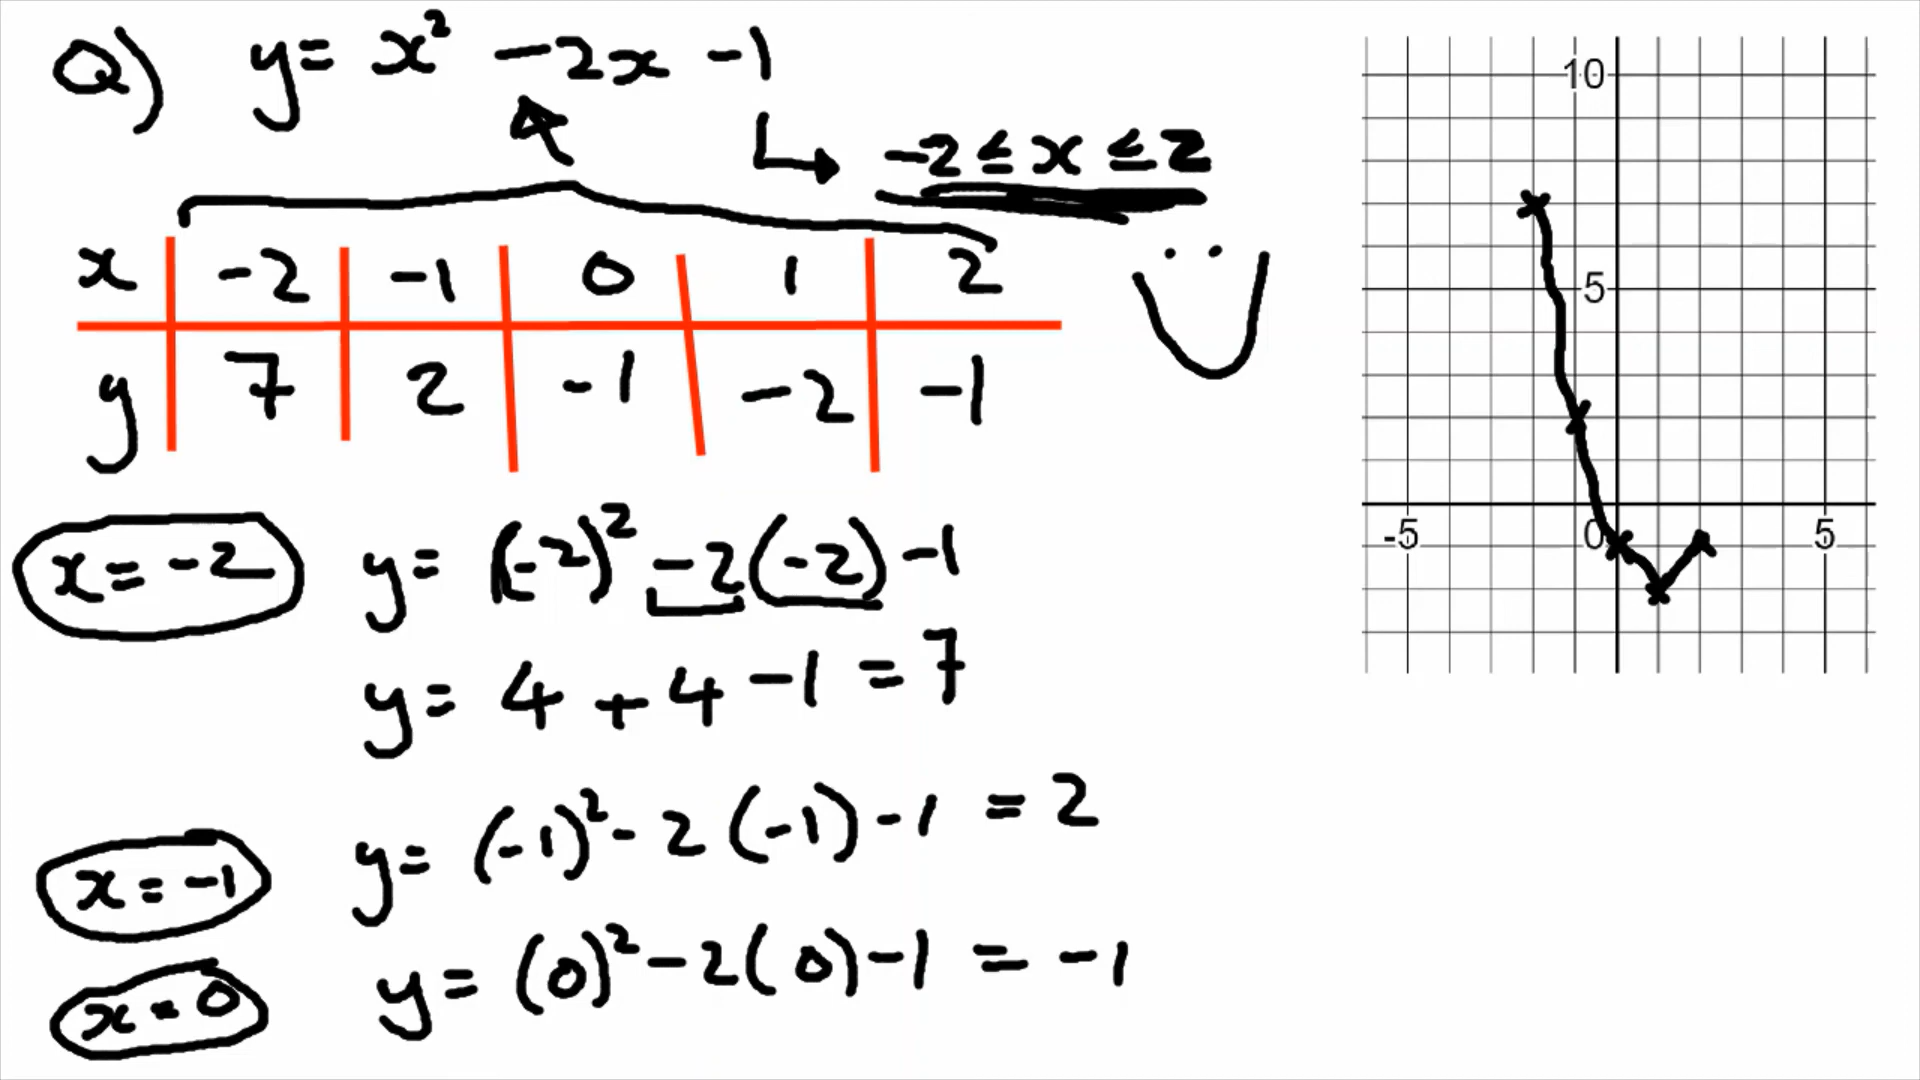 Q) y = x² - 2x - 1
-2 ≤ x ≤ 2
x -2 -1 0 1 2
y 7 2 -1 -2 -1
x = -2 y = (-2)² -2(-2) -1
y = 4 + 4 - 1 = 7
x = -1 y = (-1)² - 2(-1) - 1 = 2
x = 0 y = (0)² - 2(0) - 1 = -1
10
5
-5 0 5